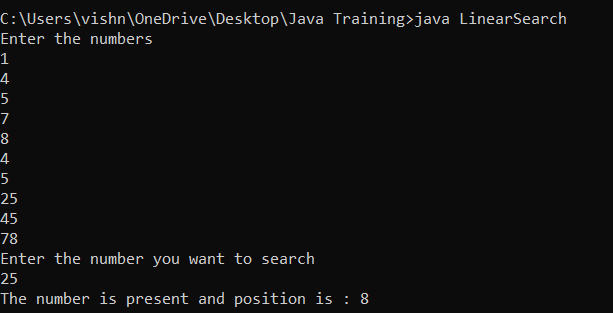 C:\Users\vishn\OneDrive\Desktop\Java Training>java LinearSearch
Enter the numbers
1
4
5
7
8
4
5
25
45
78
Enter the number you want to search
25
The number is present and position is : 8